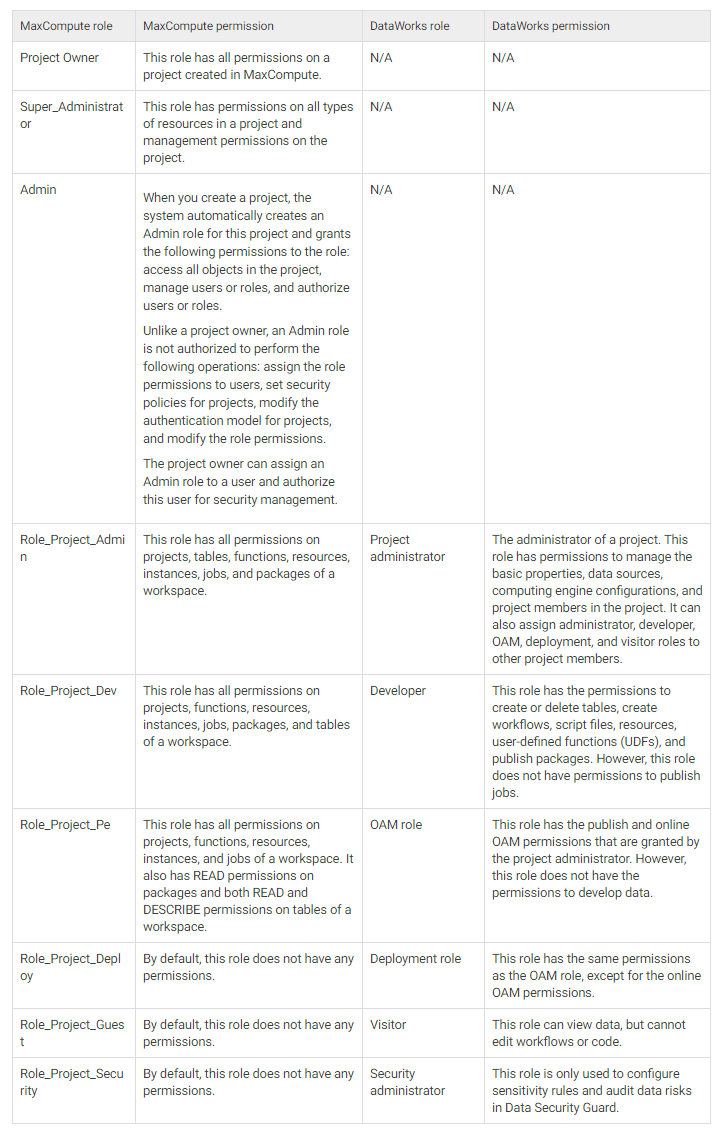 MaxCompute role
MaxCompute permission
DataWorks role
DataWorks permission
Project Owner
This role has all permissions on a
project created in MaxCompute.
N/A
N/A
Super_Administrat
or
This role has permissions on all types
of resources in a project and
management permissions on the
project.
N/A
N/A
Admin
When you create a project, the
system automatically creates an
Admin role for this project and grants
the following permissions to the role:
access all objects in the project,
manage users or roles, and authorize
users or roles.
Unlike a project owner, an Admin role
is not authorized to perform the
following operations: assign the role
permissions to users, set security
policies for projects, modify the
authentication model for projects,
and modify the role permissions.
The project owner can assign an
Admin role to a user and authorize
this user for security management.
N/A
N/A
Role_Project_Admi
n
This role has all permissions on
projects, tables, functions, resources,
instances, jobs, and packages of a
workspace.
Project
administrator
The administrator of a project. This
role has permissions to manage the
basic properties, data sources,
computing engine configurations, and
project members in the project. It can
also assign administrator, developer,
OAM, deployment, and visitor roles to
other project members.
Role_Project_Dev
This role has all permissions on
projects, functions, resources,
instances, jobs, packages, and tables
of a workspace.
Developer
This role has the permissions to
create or delete tables, create
workflows, script files, resources,
user-defined functions (UDFs), and
publish packages. However, this role
does not have permissions to publish
jobs.
Role_Project_Pe
This role has all permissions on
projects, functions, resources,
instances, and jobs of a workspace. It
also has READ permissions on
packages and both READ and
DESCRIBE permissions on tables of a
workspace.
OAM role
This role has the publish and online
OAM permissions that are granted by
the project administrator. However,
this role does not have the
permissions to develop data.
Role_Project_Depl
oy
By default, this role does not have any
permissions.
Deployment role
This role has the same permissions
as the OAM role, except for the online
OAM permissions.
Role_Project_Gues
t
By default, this role does not have any
permissions.
Visitor
This role can view data, but cannot
edit workflows or code.
Role_Project_Secu
rity
By default, this role does not have any
permissions.
Security
administrator
This role is only used to configure
sensitivity rules and audit data risks
in Data Security Guard.